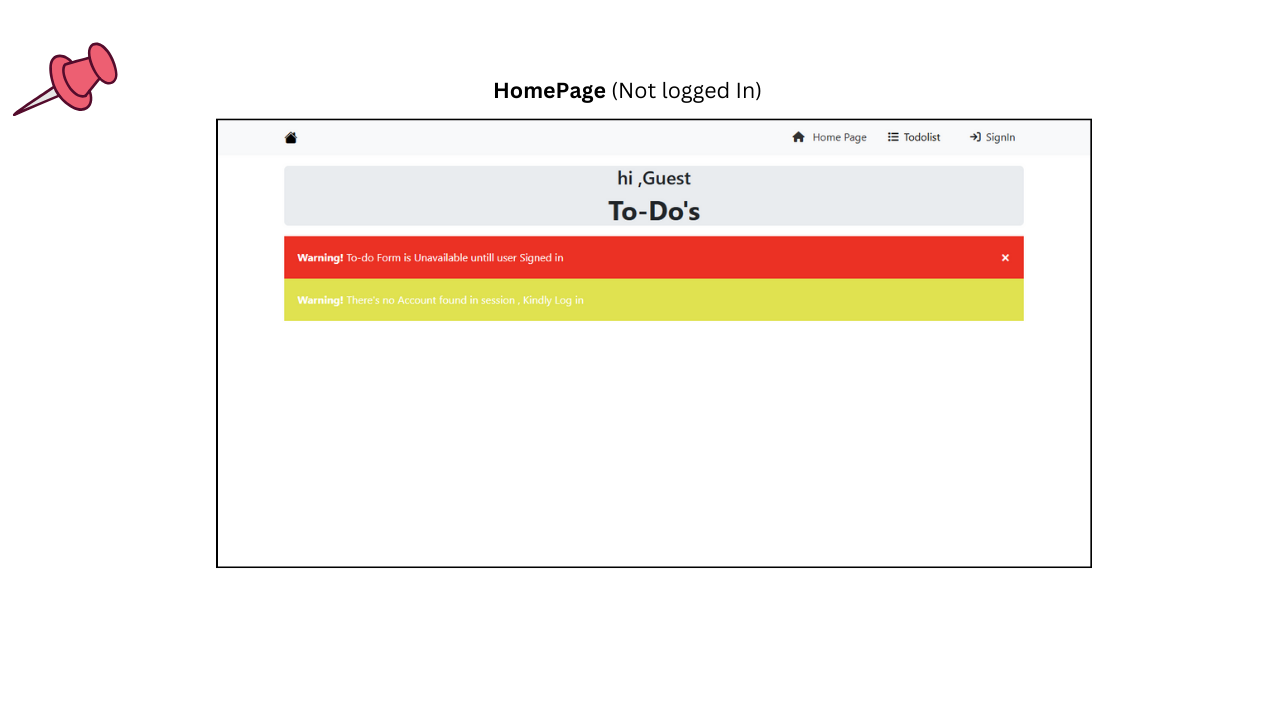 HomePage (Not logged In)
Home Page Todolist SignIn
hi ,Guest
To-Do's
Warning! To-do Form is Unavailable untill user Signed in ×
Warning! There's no Account found in session , Kindly Log in